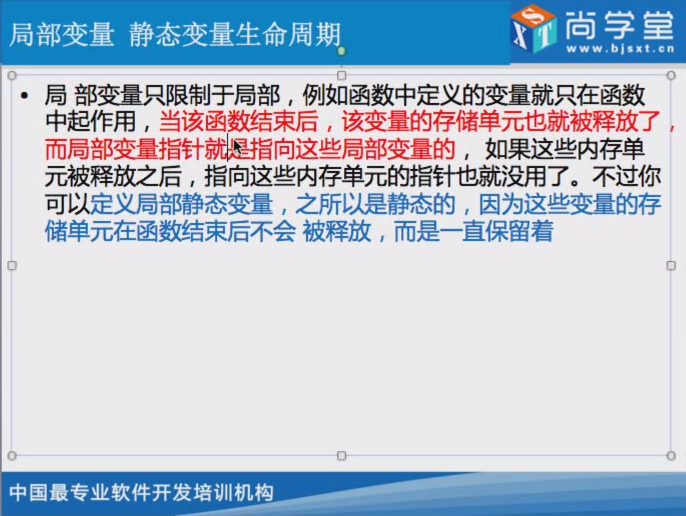 局部变量 静态变量生命周期
SXT
尚学堂
www.bjsxt.cn
• 局 部变量只限制于局部，例如函数中定义的变量就只在函数
中起作用，当该函数结束后，该变量的存储单元也就被释放了，
而局部变量指针就是指向这些局部变量的， 如果这些内存单
元被释放之后，指向这些内存单元的指针也就没用了。不过你
可以定义局部静态变量，之所以是静态的，因为这些变量的存
储单元在函数结束后不会 被释放，而是一直保留着
中国最专业软件开发培训机构